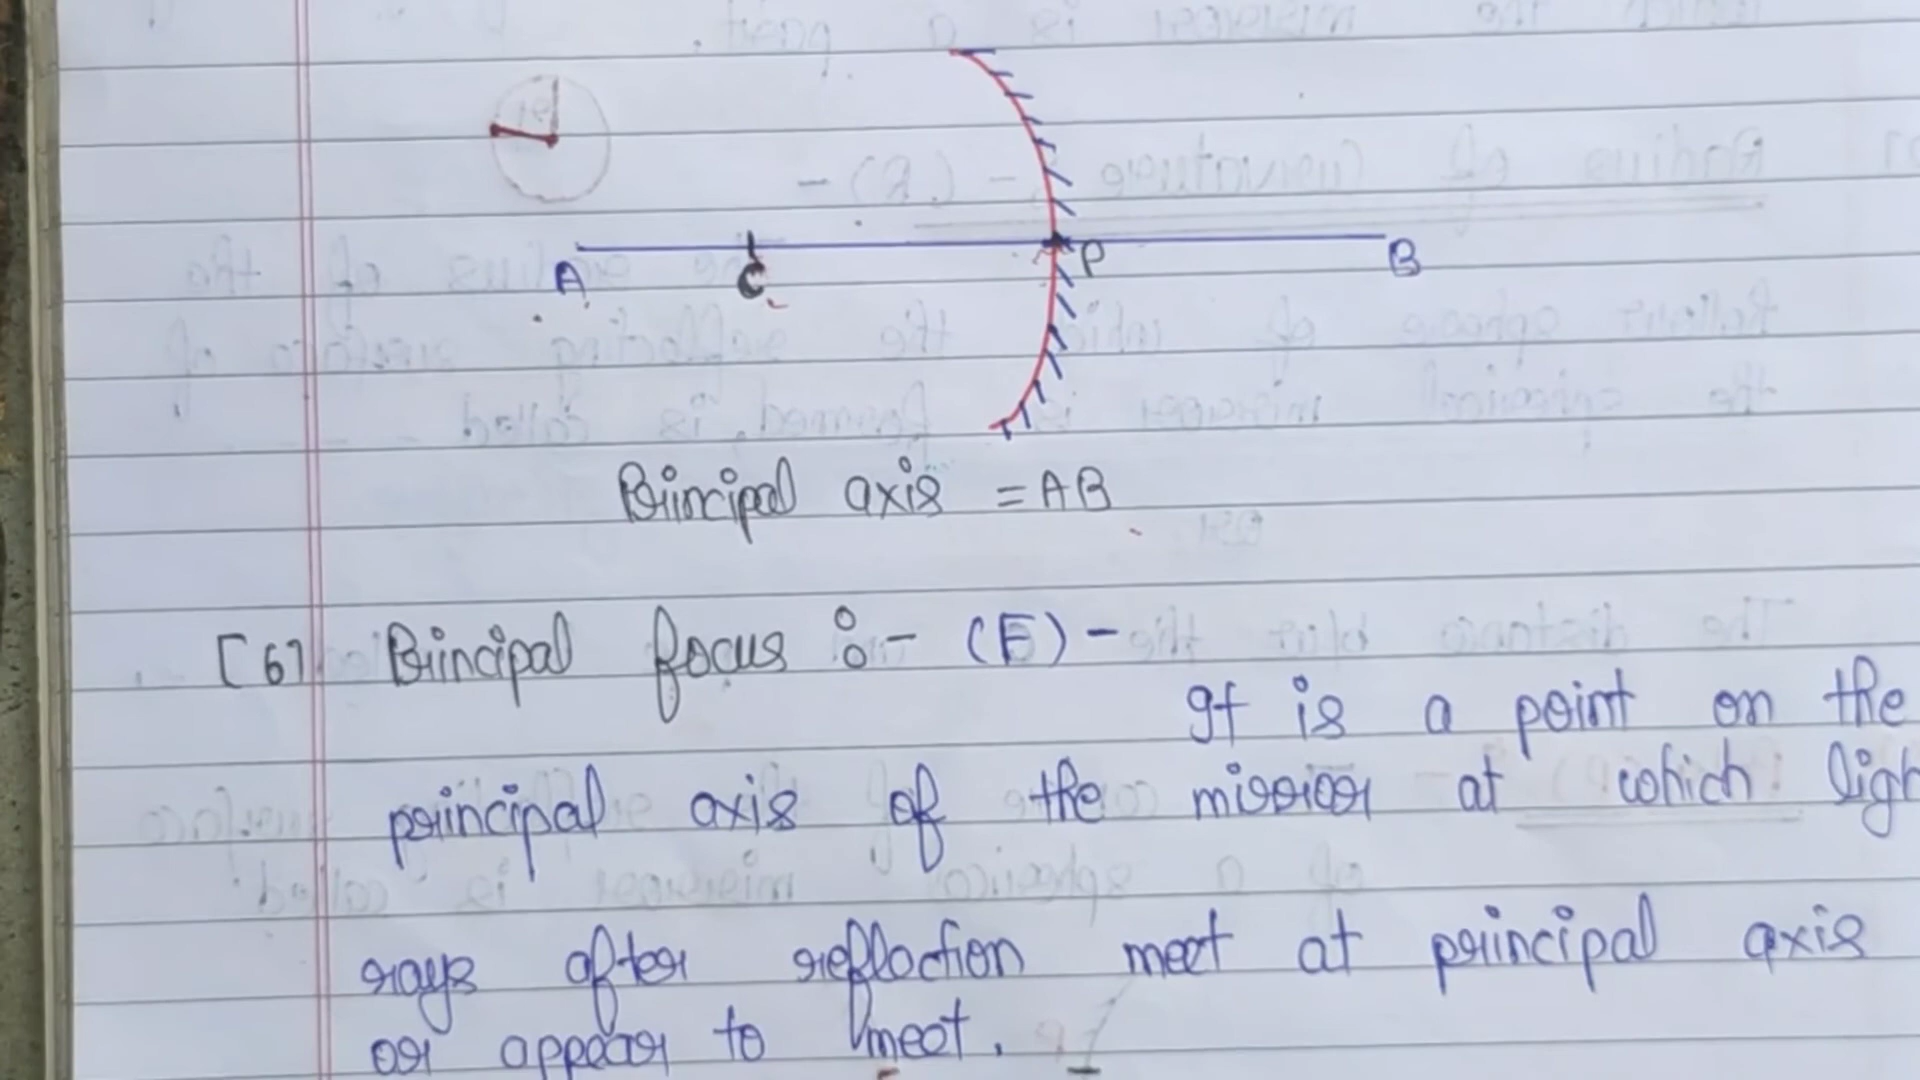 A
C
P
B
Principal axis = AB
[6] Principal focus :- (F) -
It is a point on the
principal axis of the mirror at which ligh
rays after reflection meet at principal axis
or appear to meet.